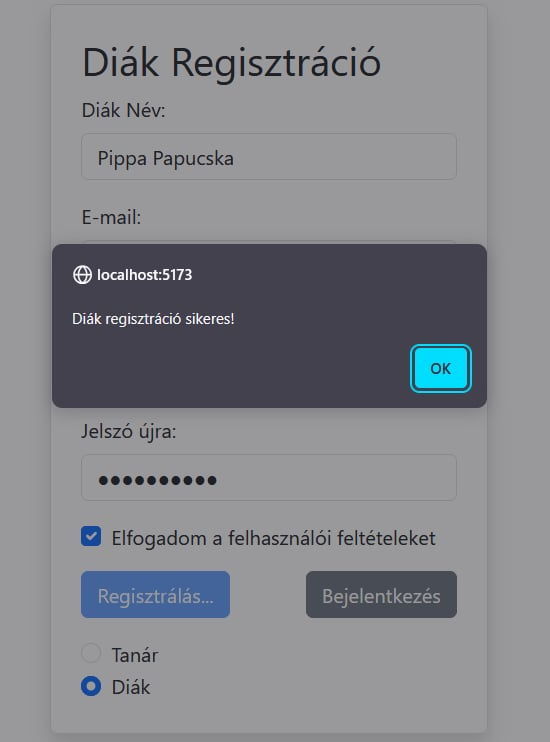 Diák Regisztráció
Diák Név:
Pippa Papucska
E-mail:
localhost:5173
Diák regisztráció sikeres!
OK
Jelszó újra:
Elfogadom a felhasználói feltételeket
Regisztrálás...
Bejelentkezés
Tanár
Diák